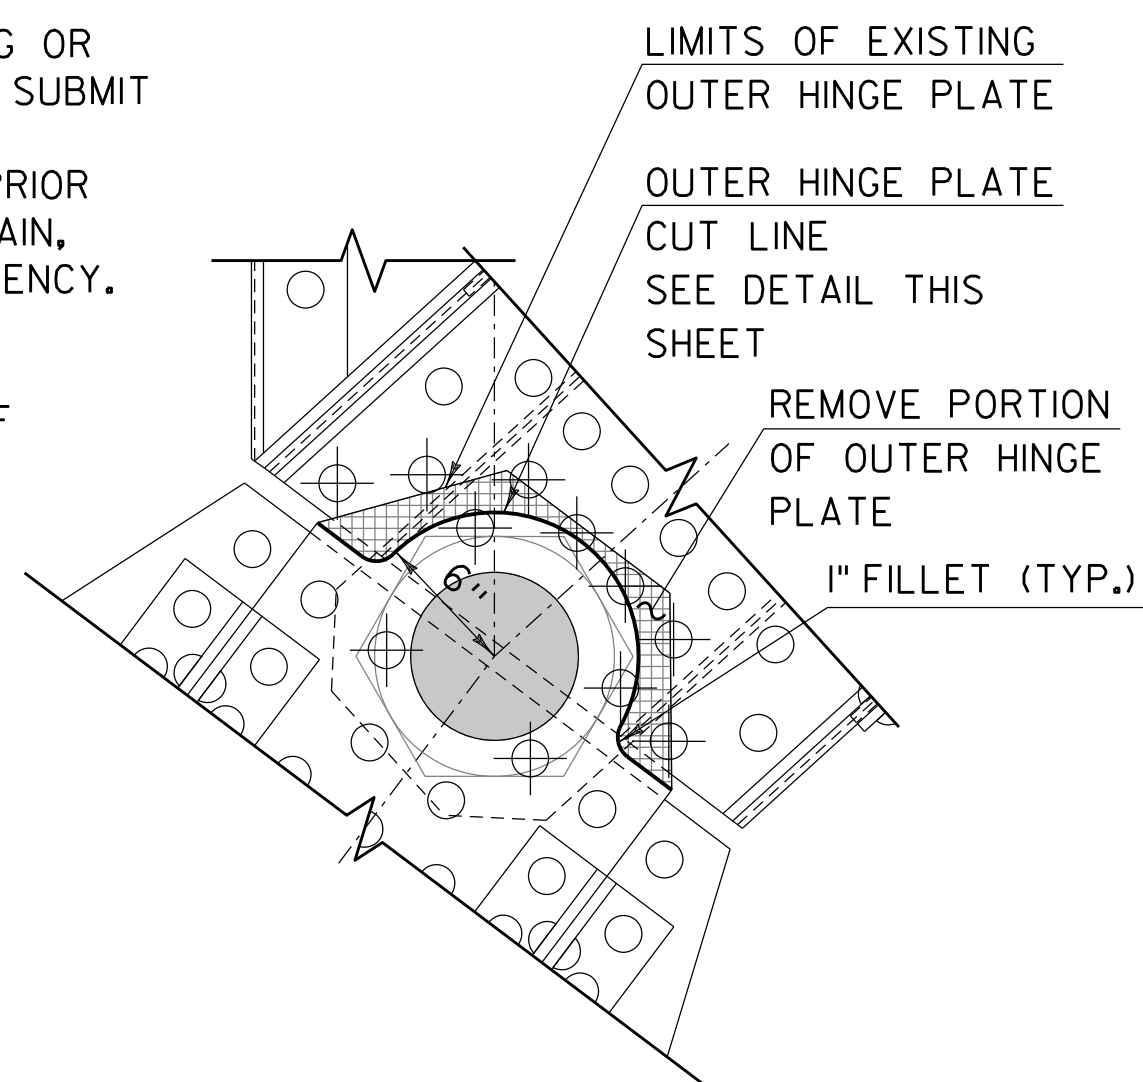 G OR
SUBMIT
PRIOR
AIN,
ENCY.
F
LIMITS OF EXISTING
OUTER HINGE PLATE
OUTER HINGE PLATE
CUT LINE
SEE DETAIL THIS
SHEET
REMOVE PORTION
OF OUTER HINGE
PLATE
1" FILLET (TYP.)
6"
~